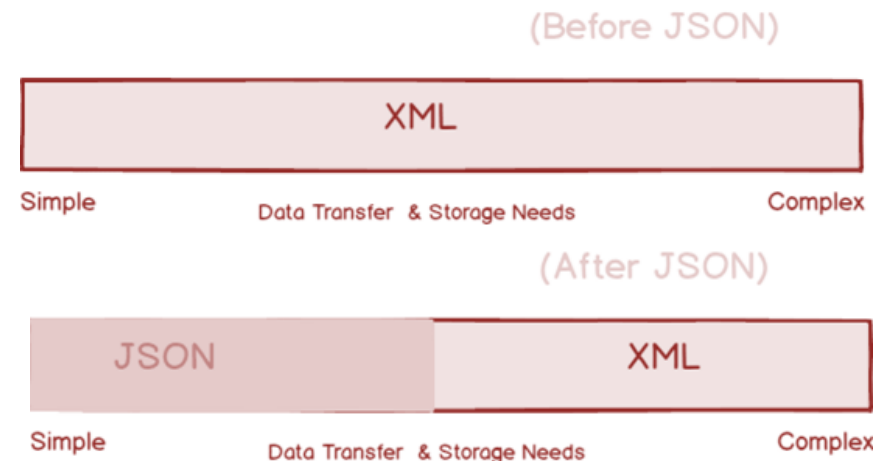 (Before JSON)
XML
Simple Data Transfer & Storage Needs Complex
(After JSON)
JSON XML
Simple Data Transfer & Storage Needs Complex